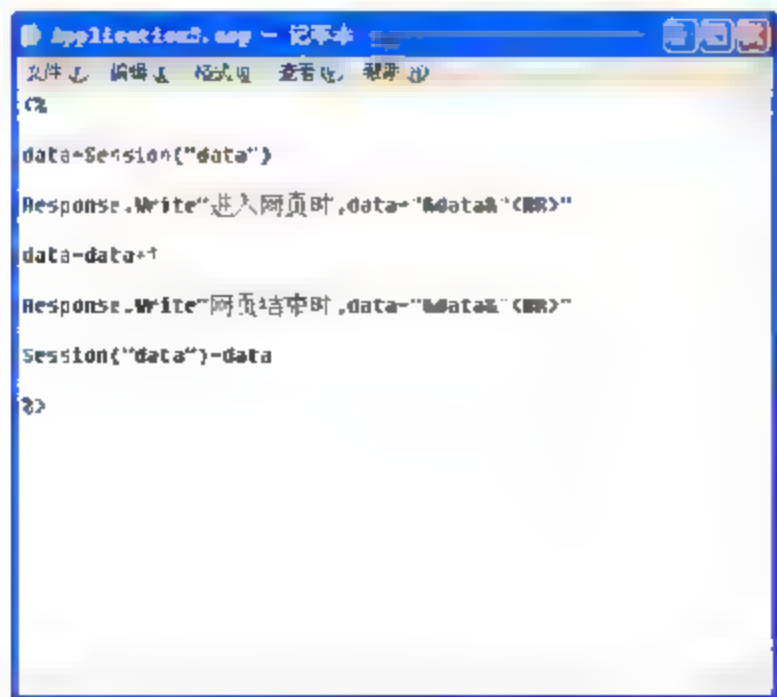 Application2.asp - 记事本
文件 编辑 格式 查看 帮助
<%
data=Session("data")
Response.Write"进入网页时,data="&data&"<BR>"
data=data+1
Response.Write"网页结束时,data="&data&"<BR>"
Session("data")=data
%>